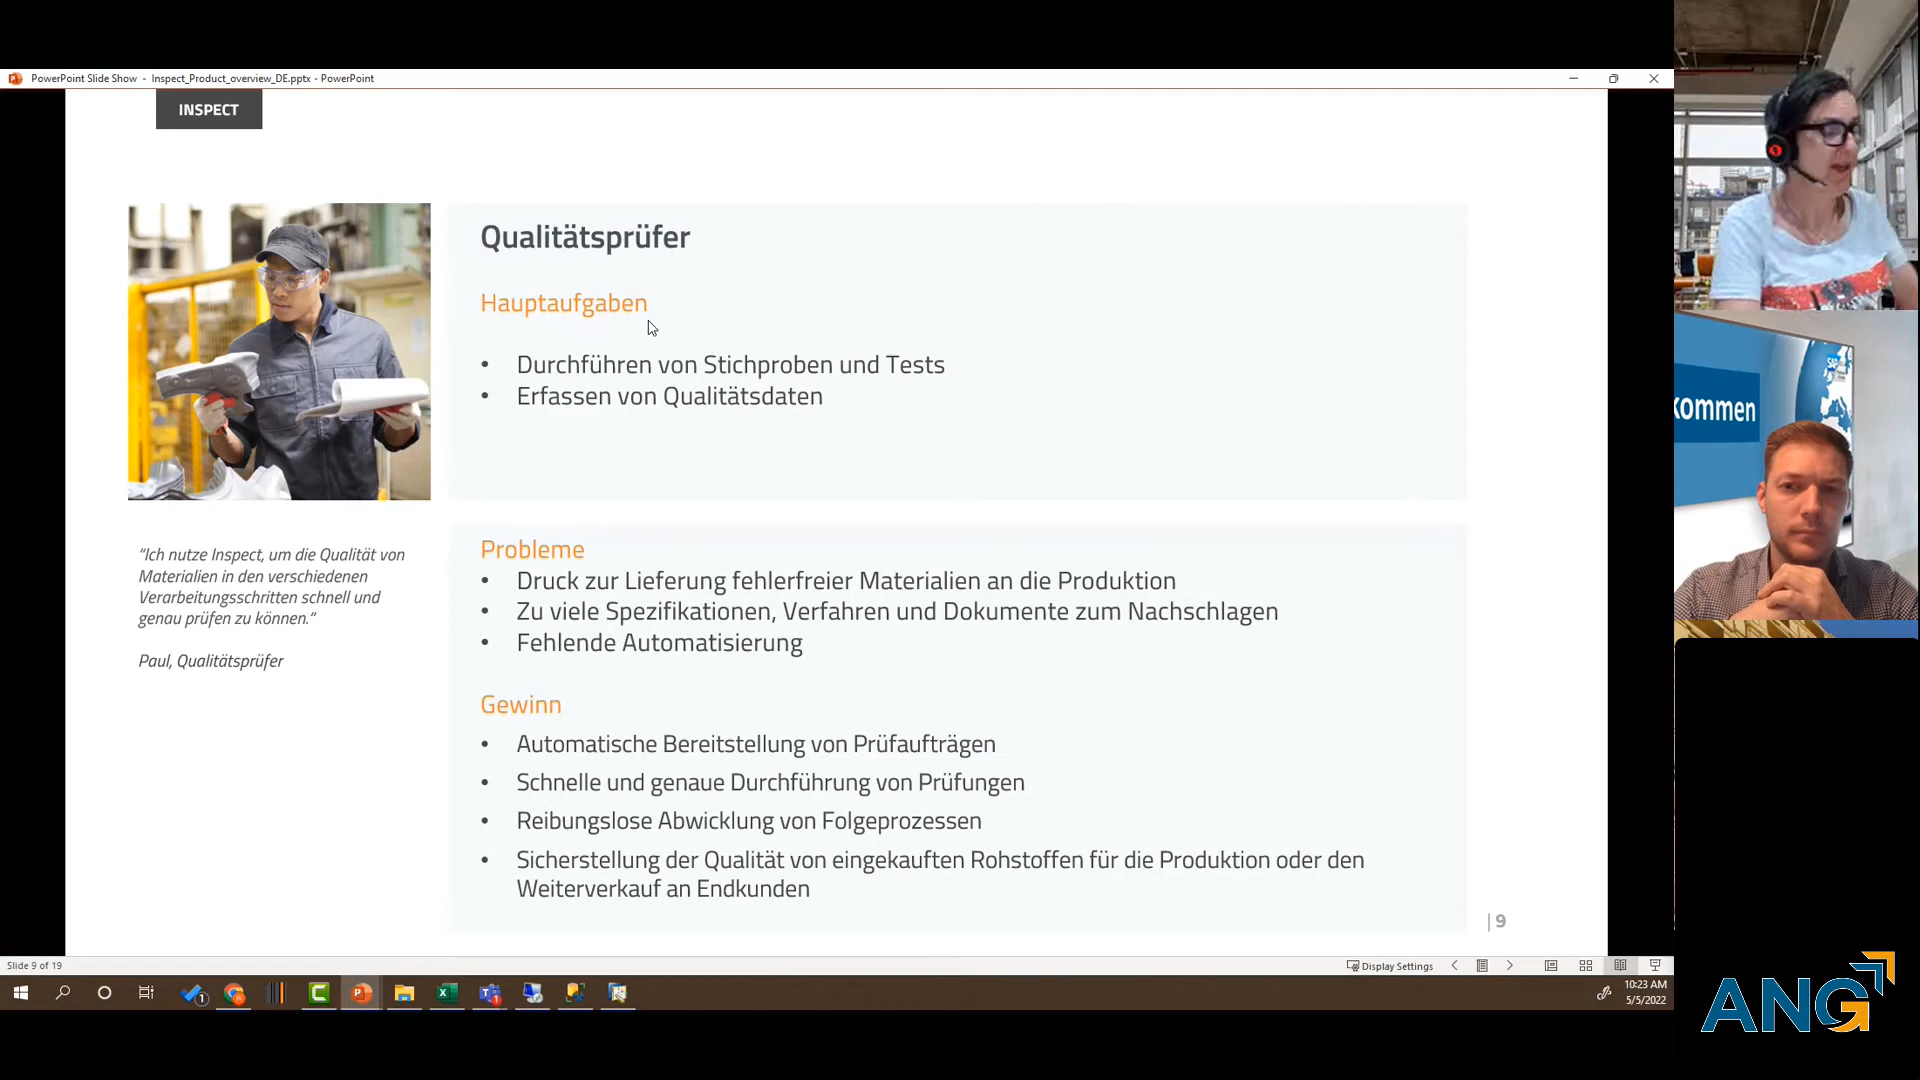 PowerPoint Slide Show - Inspect_Product_overview_DE.pptx - PowerPoint
INSPECT
Qualitätsprüfer
Hauptaufgaben
• Durchführen von Stichproben und Tests
• Erfassen von Qualitätsdaten
"Ich nutze Inspect, um die Qualität von
Materialien in den verschiedenen
Verarbeitungsschritten schnell und
genau prüfen zu können."
Paul, Qualitätsprüfer
Probleme
• Druck zur Lieferung fehlerfreier Materialien an die Produktion
• Zu viele Spezifikationen, Verfahren und Dokumente zum Nachschlagen
• Fehlende Automatisierung
Gewinn
• Automatische Bereitstellung von Prüfaufträgen
• Schnelle und genaue Durchführung von Prüfungen
• Reibungslose Abwicklung von Folgeprozessen
• Sicherstellung der Qualität von eingekauften Rohstoffen für die Produktion oder den
Weiterverkauf an Endkunden
| 9
Slide 9 of 19
Display Settings
10:23 AM
5/5/2022
kommen
SAP
ANG